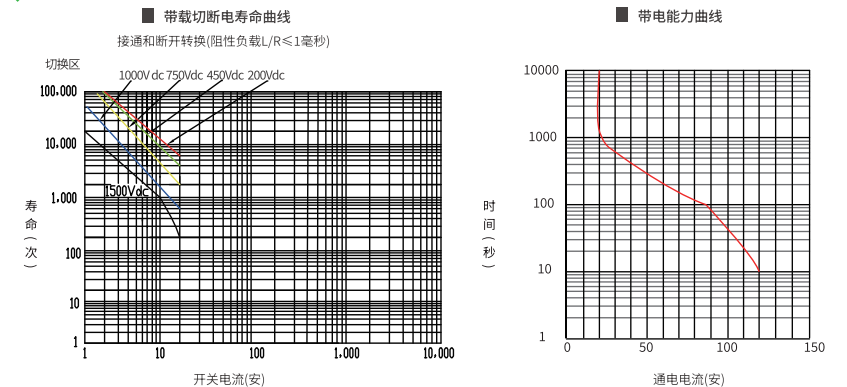 带载切断电寿命曲线
接通和断开转换(阻性负载L/R≤1毫秒)
切换区
1000Vdc 750Vdc 450Vdc 200Vdc
100,000
10,000
1,000
100
10
1
1500Vdc
寿命(次)
1 10 100 1,000 10,000
开关电流(安)
带电能力曲线
10000
1000
100
10
1
时间(秒)
0 50 100 150
通电电流(安)